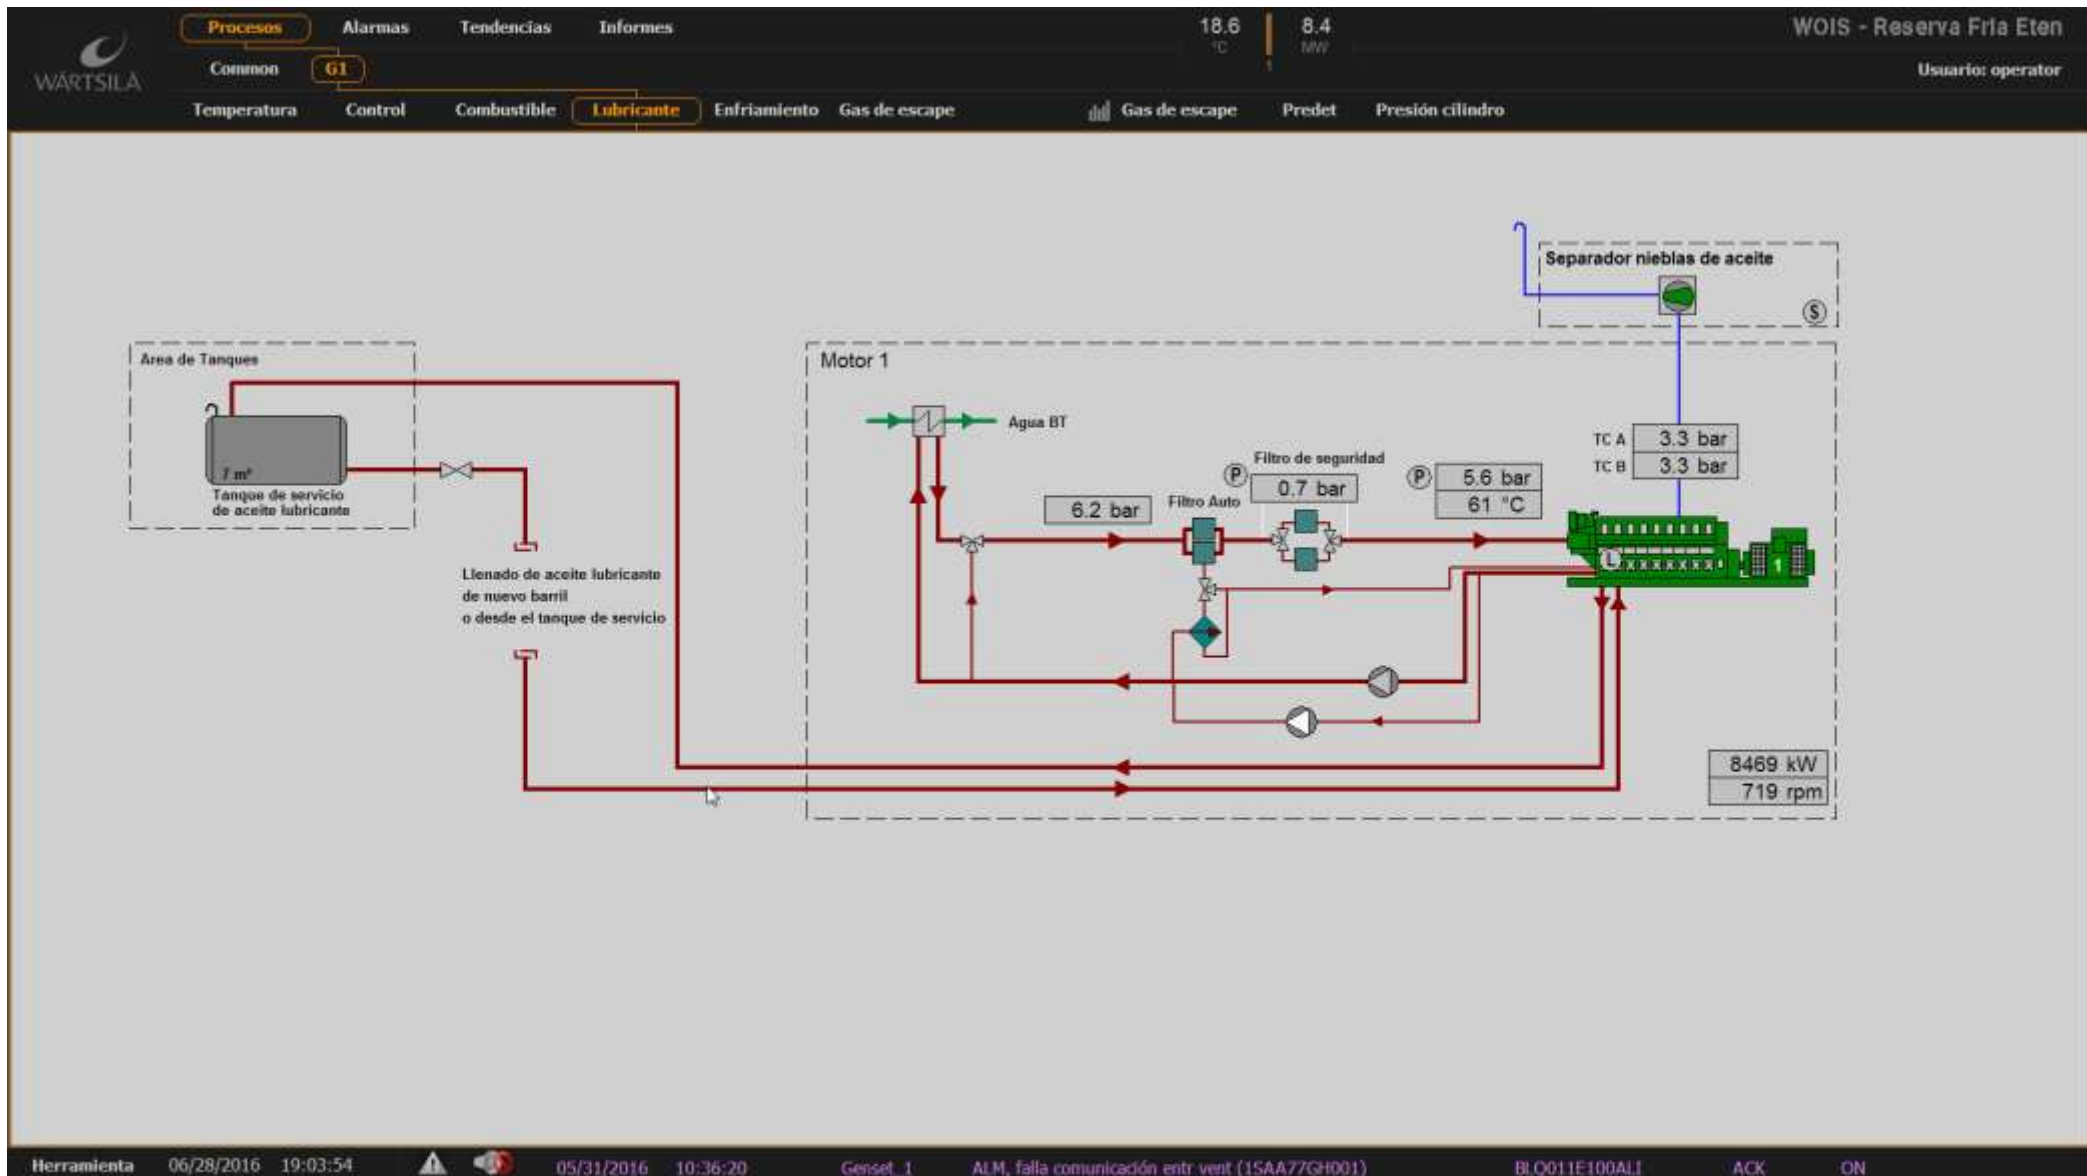 Procesos Alarmas Tendencias Informes 18.6 8.4 WOIS - Reserva Fria Eten
°C MW
WÄRTSILÄ Common G1 1 Usuario: operator
Temperatura Control Combustible Lubricante Enfriamiento Gas de escape Gas de escape Predet Presión cilindro
Separador nieblas de aceite
S
Area de Tanques
Motor 1
Agua BT
7 m³
Tanque de servicio
de aceite lubricante
TC A 3.3 bar
TC B 3.3 bar
Filtro de seguridad
P 0.7 bar
P 5.6 bar
61 °C
6.2 bar
Filtro Auto
L
1
Llenado de aceite lubricante
de nuevo barril
o desde el tanque de servicio
8469 kW
719 rpm
Herramienta 06/28/2016 19:03:54 05/31/2016 10:36:20 Genset_1 ALM, falla comunicación entr vent (1SAA77GH001) BLQ011E100ALI ACK ON